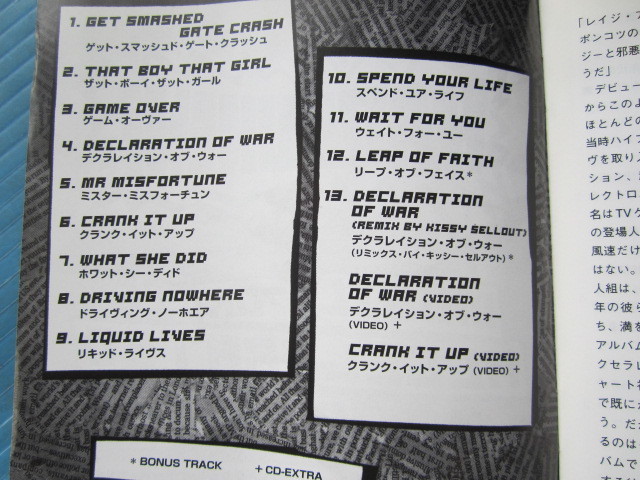 1. GET SMASHED
GATE CRASH
ゲット・スマッシュド・ゲート・クラッシュ
2. THAT BOY THAT GIRL
ザット・ボーイ・ザット・ガール
3. GAME OVER
ゲーム・オーヴァー
4. DECLARATION OF WAR
デクラレイション・オブ・ウォー
5. MR MISFORTUNE
ミスター・ミスフォーチュン
6. CRANK IT UP
クランク・イット・アップ
7. WHAT SHE DID
ホワット・シー・ディド
8. DRIVING NOWHERE
ドライヴィング・ノーホエア
9. LIQUID LIVES
リキッド・ライヴス
10. SPEND YOUR LIFE
スペンド・ユア・ライフ
11. WAIT FOR YOU
ウェイト・フォー・ユー
12. LEAP OF FAITH
リープ・オブ・フェイス*
13. DECLARATION
OF WAR
(REMIX BY KISSY SELLOUT)
デクラレイション・オブ・ウォー
(リミックス・バイ・キッシー・セルアウト)*
DECLARATION
OF WAR (VIDEO)
デクラレイション・オブ・ウォー
(VIDEO) +
CRANK IT UP (VIDEO)
クランク・イット・アップ (VIDEO) +
* BONUS TRACK + CD-EXTRA
「レイジ・
ポンコツの
ジーと邪悪
うだ」
デビュー
からこのよ
ほとんどの
当時ハイフ
ヴを取り
ション、
レクトロ
名はTVゲ
の登場人
風速だけ
はない。
人組は、
年の彼ら
ち、満を
アルバム
クセラレ
ャート初
で既に
う。だ
るのは
バムで